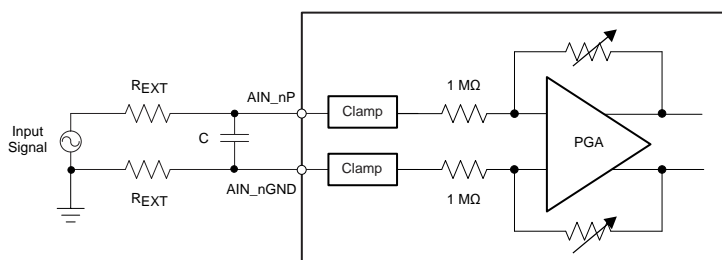 REXT
AIN_nP
Clamp
1 MΩ
Input
Signal
C
PGA
AIN_nGND
Clamp
REXT
1 MΩ